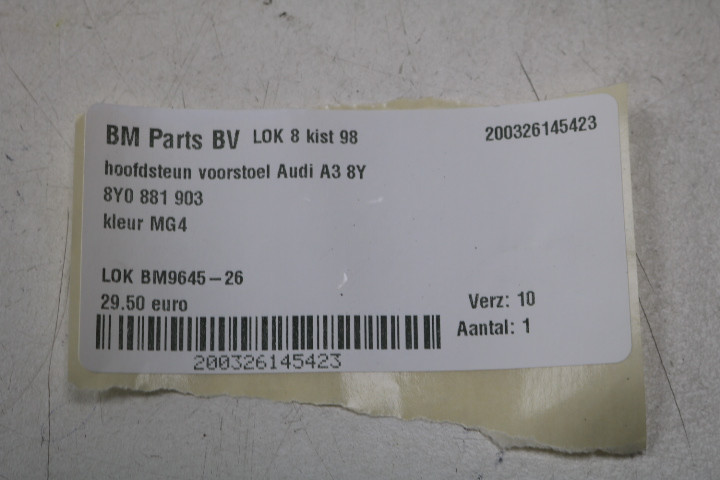 BM Parts BV LOK 8 kist 98 200326145423
hoofdsteun voorstoel Audi A3 8Y
8Y0 881 903
kleur MG4
LOK BM9645-26
29.50 euro Verz: 10
Aantal: 1
200326145423